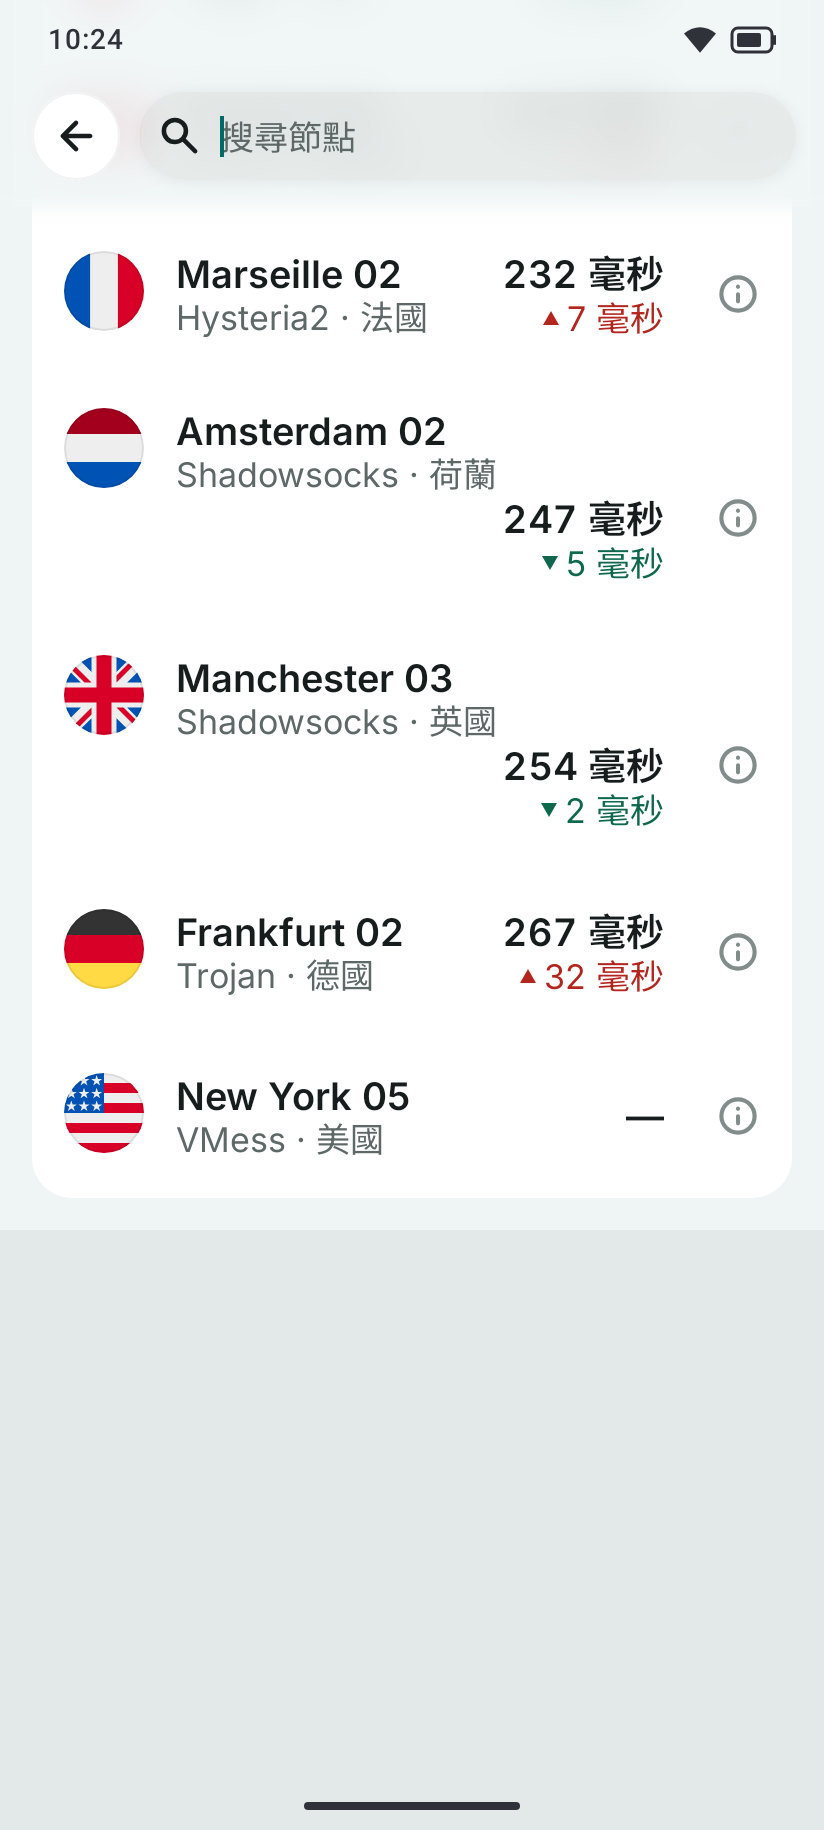 10:24
搜尋節點
Marseille 02
232 毫秒
Hysteria2 · 法國
▲7 毫秒
Amsterdam 02
Shadowsocks · 荷蘭
247 毫秒
▼5 毫秒
Manchester 03
Shadowsocks · 英國
254 毫秒
▼2 毫秒
Frankfurt 02
267 毫秒
Trojan · 德國
▲32 毫秒
New York 05
—
VMess · 美國